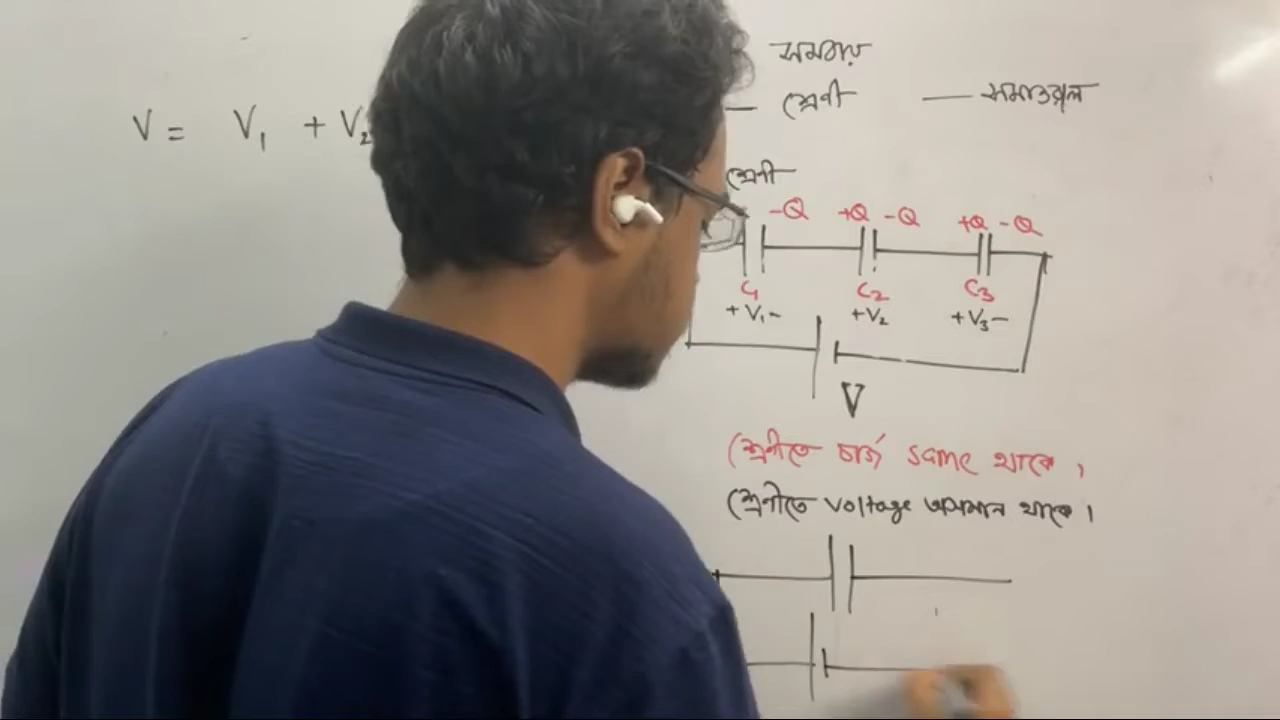 সমবায়
— শ্রেণী — সমান্তরাল
V = V₁ + V₂
শ্রেণী
-Q +Q -Q +Q -Q
C₁ C₂ C₃
+V₁- +V₂ +V₃-
V
শ্রেণীতে চার্জ same থাকে।
শ্রেণীতে voltage অসমান থাকে।